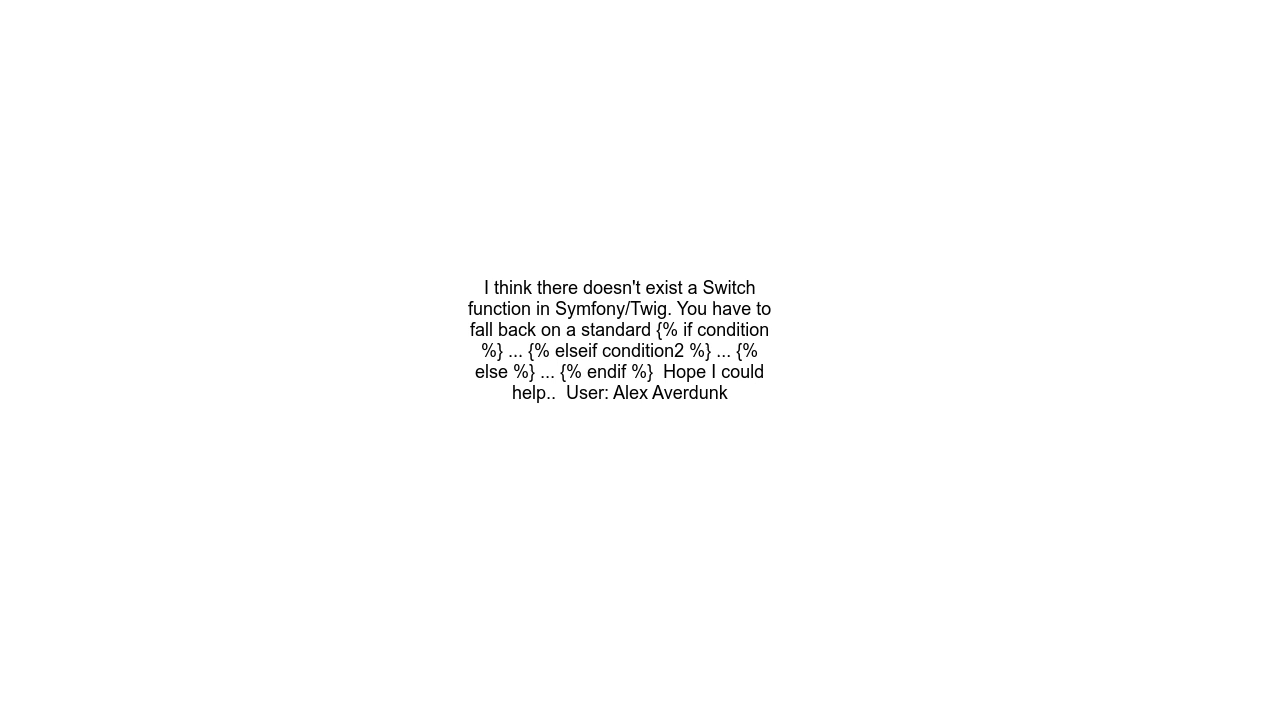 I think there doesn't exist a Switch
function in Symfony/Twig. You have to
fall back on a standard {% if condition
%} ... {% elseif condition2 %} ... {%
else %} ... {% endif %}  Hope I could
help..  User: Alex Averdunk